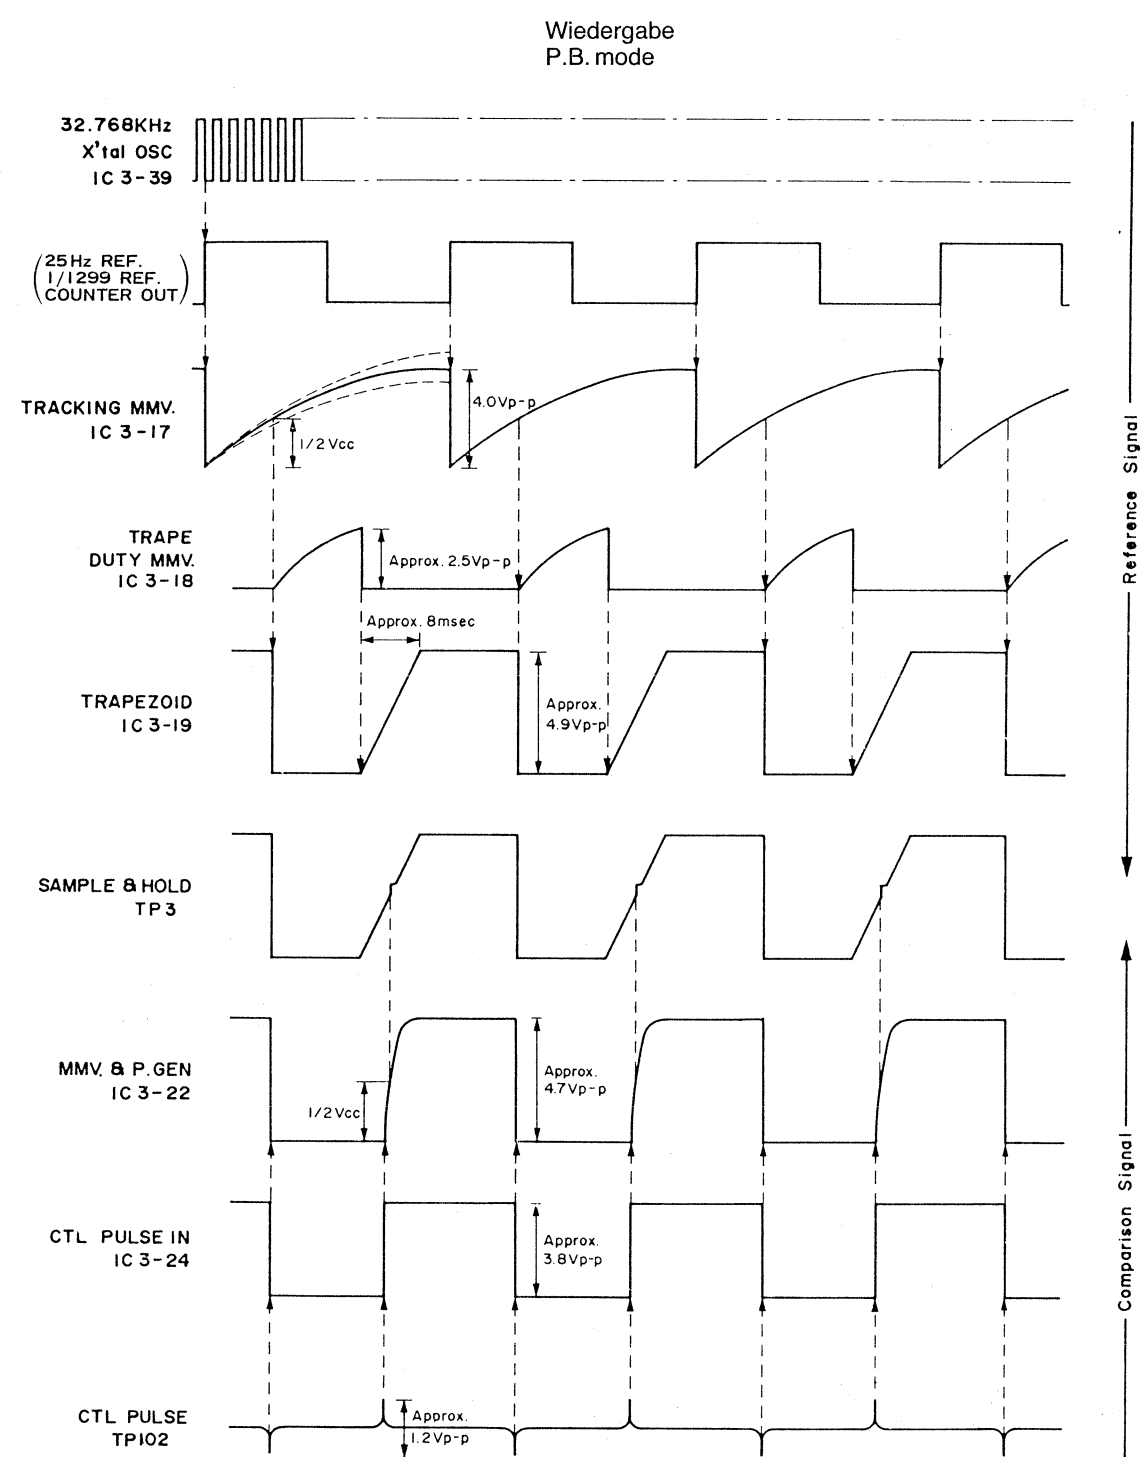 Wiedergabe
P.B. mode
32.768KHz
X'tal OSC
IC 3-39
25Hz REF.
1/1299 REF.
COUNTER OUT
TRACKING MMV.
IC 3-17
4.0Vp-p
1/2 Vcc
TRAPE
DUTY MMV.
IC 3-18
Approx. 2.5Vp-p
Approx. 8msec
TRAPEZOID
IC 3-19
Approx.
4.9Vp-p
Reference Signal
SAMPLE & HOLD
TP3
MMV. & P.GEN
IC 3-22
1/2 Vcc
Approx.
4.7Vp-p
CTL PULSE IN
IC 3-24
Approx.
3.8Vp-p
Comparison Signal
CTL PULSE
TP102
Approx.
1.2Vp-p